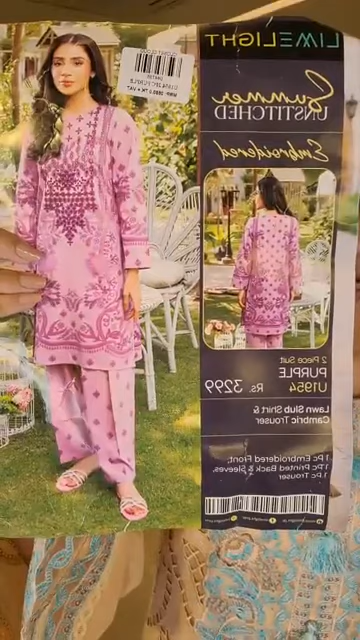 LIMELIGHT
Summer
UNSTITCHED
Embroidered
2 Piece Suit
PURPLE
U1954
Rs. 3299
Lawn Slub Shirt &
Cambric Trouser
1 Pc Embroidered Front,
1 Pc Printed Back & Sleeves,
1 Pc Trouser